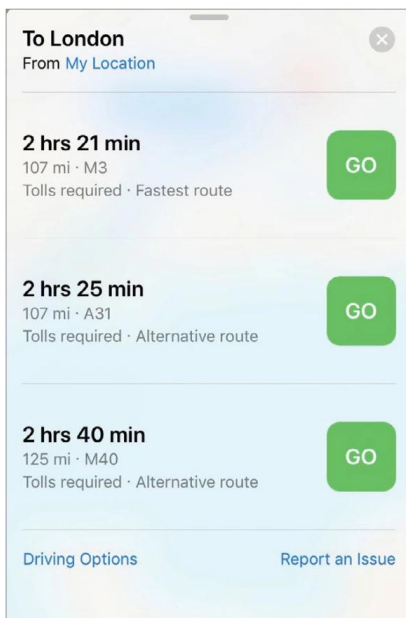 To London
From My Location
2 hrs 21 min
107 mi · M3
Tolls required · Fastest route
GO
2 hrs 25 min
107 mi · A31
Tolls required · Alternative route
GO
2 hrs 40 min
125 mi · M40
Tolls required · Alternative route
GO
Driving Options
Report an Issue